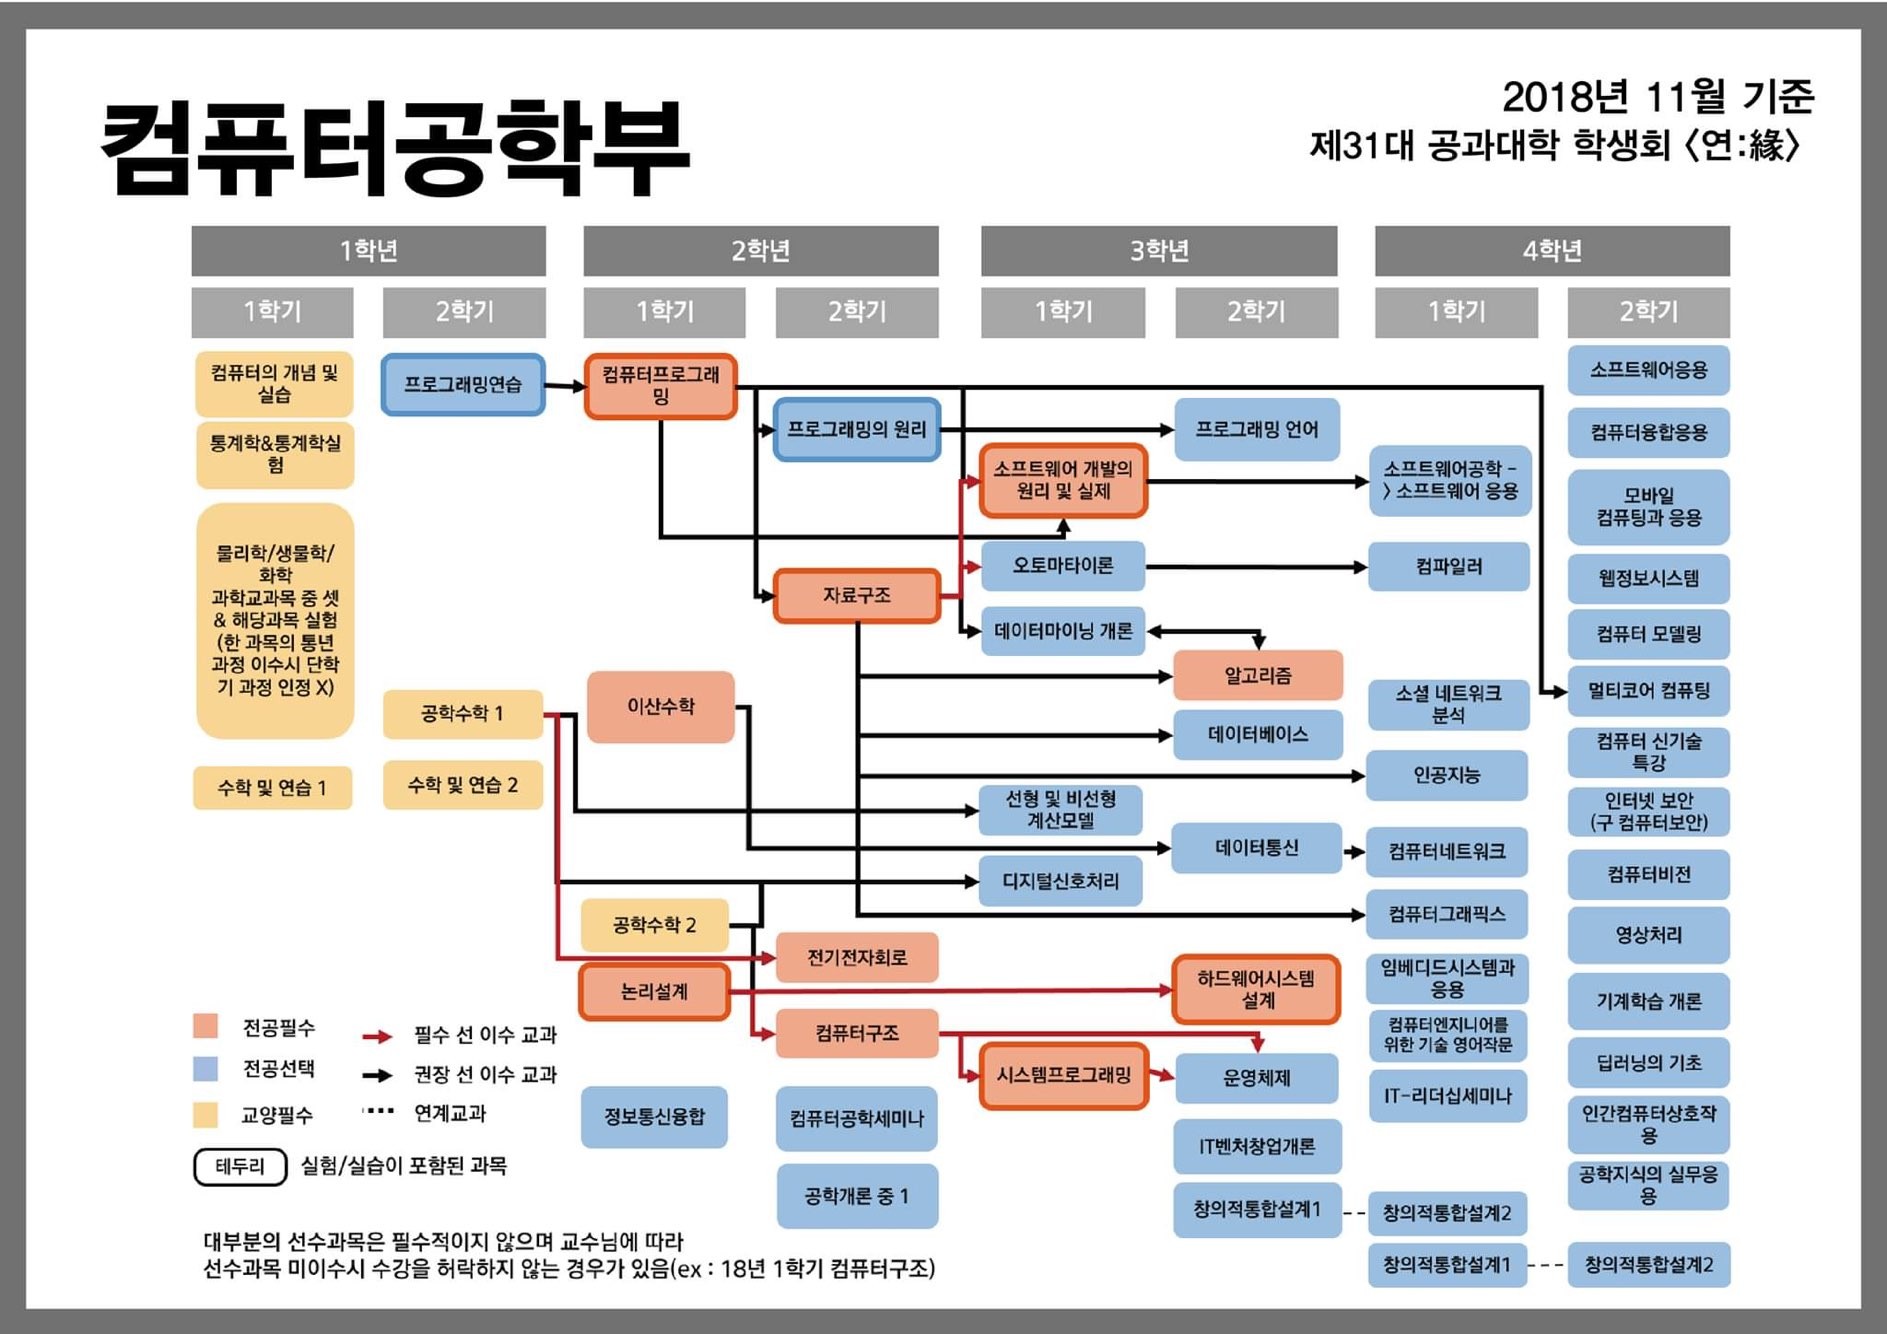 컴퓨터공학부
2018년 11월 기준
제31대 공과대학 학생회 〈연:緣〉
1학년
2학년
3학년
4학년
1학기
2학기
1학기
2학기
1학기
2학기
1학기
2학기
컴퓨터의 개념 및
실습
통계학&통계학실
험
물리학/생물학/
화학
과학교과목 중 셋
& 해당과목 실험
(한 과목의 통년
과정 이수시 단학
기 과정 인정 X)
수학 및 연습 1
프로그래밍연습
공학수학 1
수학 및 연습 2
컴퓨터프로그래
밍
이산수학
공학수학 2
논리설계
정보통신융합
프로그래밍의 원리
자료구조
전기전자회로
컴퓨터구조
컴퓨터공학세미나
공학개론 중 1
소프트웨어 개발의
원리 및 실제
오토마타이론
데이터마이닝 개론
선형 및 비선형
계산모델
디지털신호처리
시스템프로그래밍
프로그래밍 언어
알고리즘
데이터베이스
데이터통신
하드웨어시스템
설계
운영체제
IT벤처창업개론
창의적통합설계1
소프트웨어공학 -
〉소프트웨어 응용
컴파일러
소셜 네트워크
분석
인공지능
컴퓨터네트워크
컴퓨터그래픽스
임베디드시스템과
응용
컴퓨터엔지니어를
위한 기술 영어작문
IT-리더십세미나
창의적통합설계2
창의적통합설계1
소프트웨어응용
컴퓨터융합응용
모바일
컴퓨팅과 응용
웹정보시스템
컴퓨터 모델링
멀티코어 컴퓨팅
컴퓨터 신기술
특강
인터넷 보안
(구 컴퓨터보안)
컴퓨터비전
영상처리
기계학습 개론
딥러닝의 기초
인간컴퓨터상호작
용
공학지식의 실무응
용
창의적통합설계2
전공필수
전공선택
교양필수
필수 선 이수 교과
권장 선 이수 교과
연계교과
테두리
실험/실습이 포함된 과목
대부분의 선수과목은 필수적이지 않으며 교수님에 따라
선수과목 미이수시 수강을 허락하지 않는 경우가 있음(ex : 18년 1학기 컴퓨터구조)